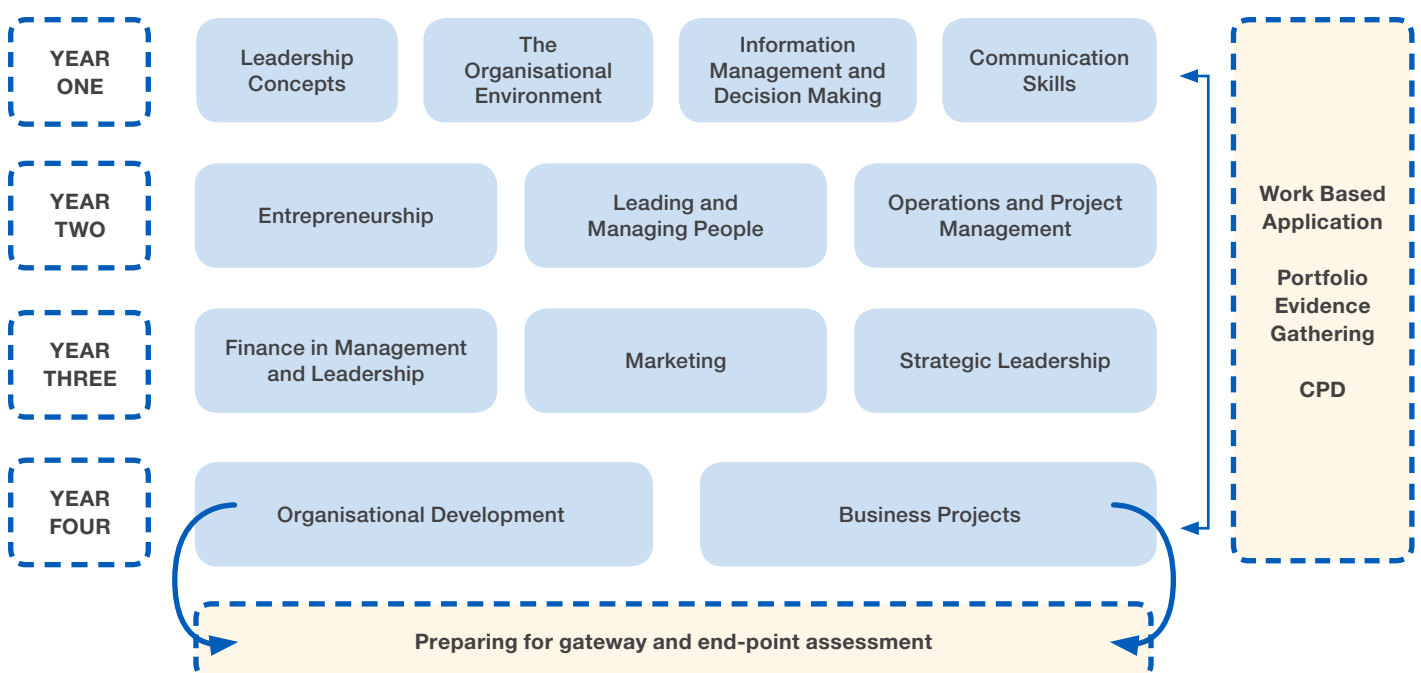 YEAR
ONE
Leadership
Concepts
The
Organisational
Environment
Information
Management and
Decision Making
Communication
Skills
YEAR
TWO
Entrepreneurship
Leading and
Managing People
Operations and Project
Management
YEAR
THREE
Finance in Management
and Leadership
Marketing
Strategic Leadership
YEAR
FOUR
Organisational Development
Business Projects
Preparing for gateway and end-point assessment
Work Based
Application
Portfolio
Evidence
Gathering
CPD